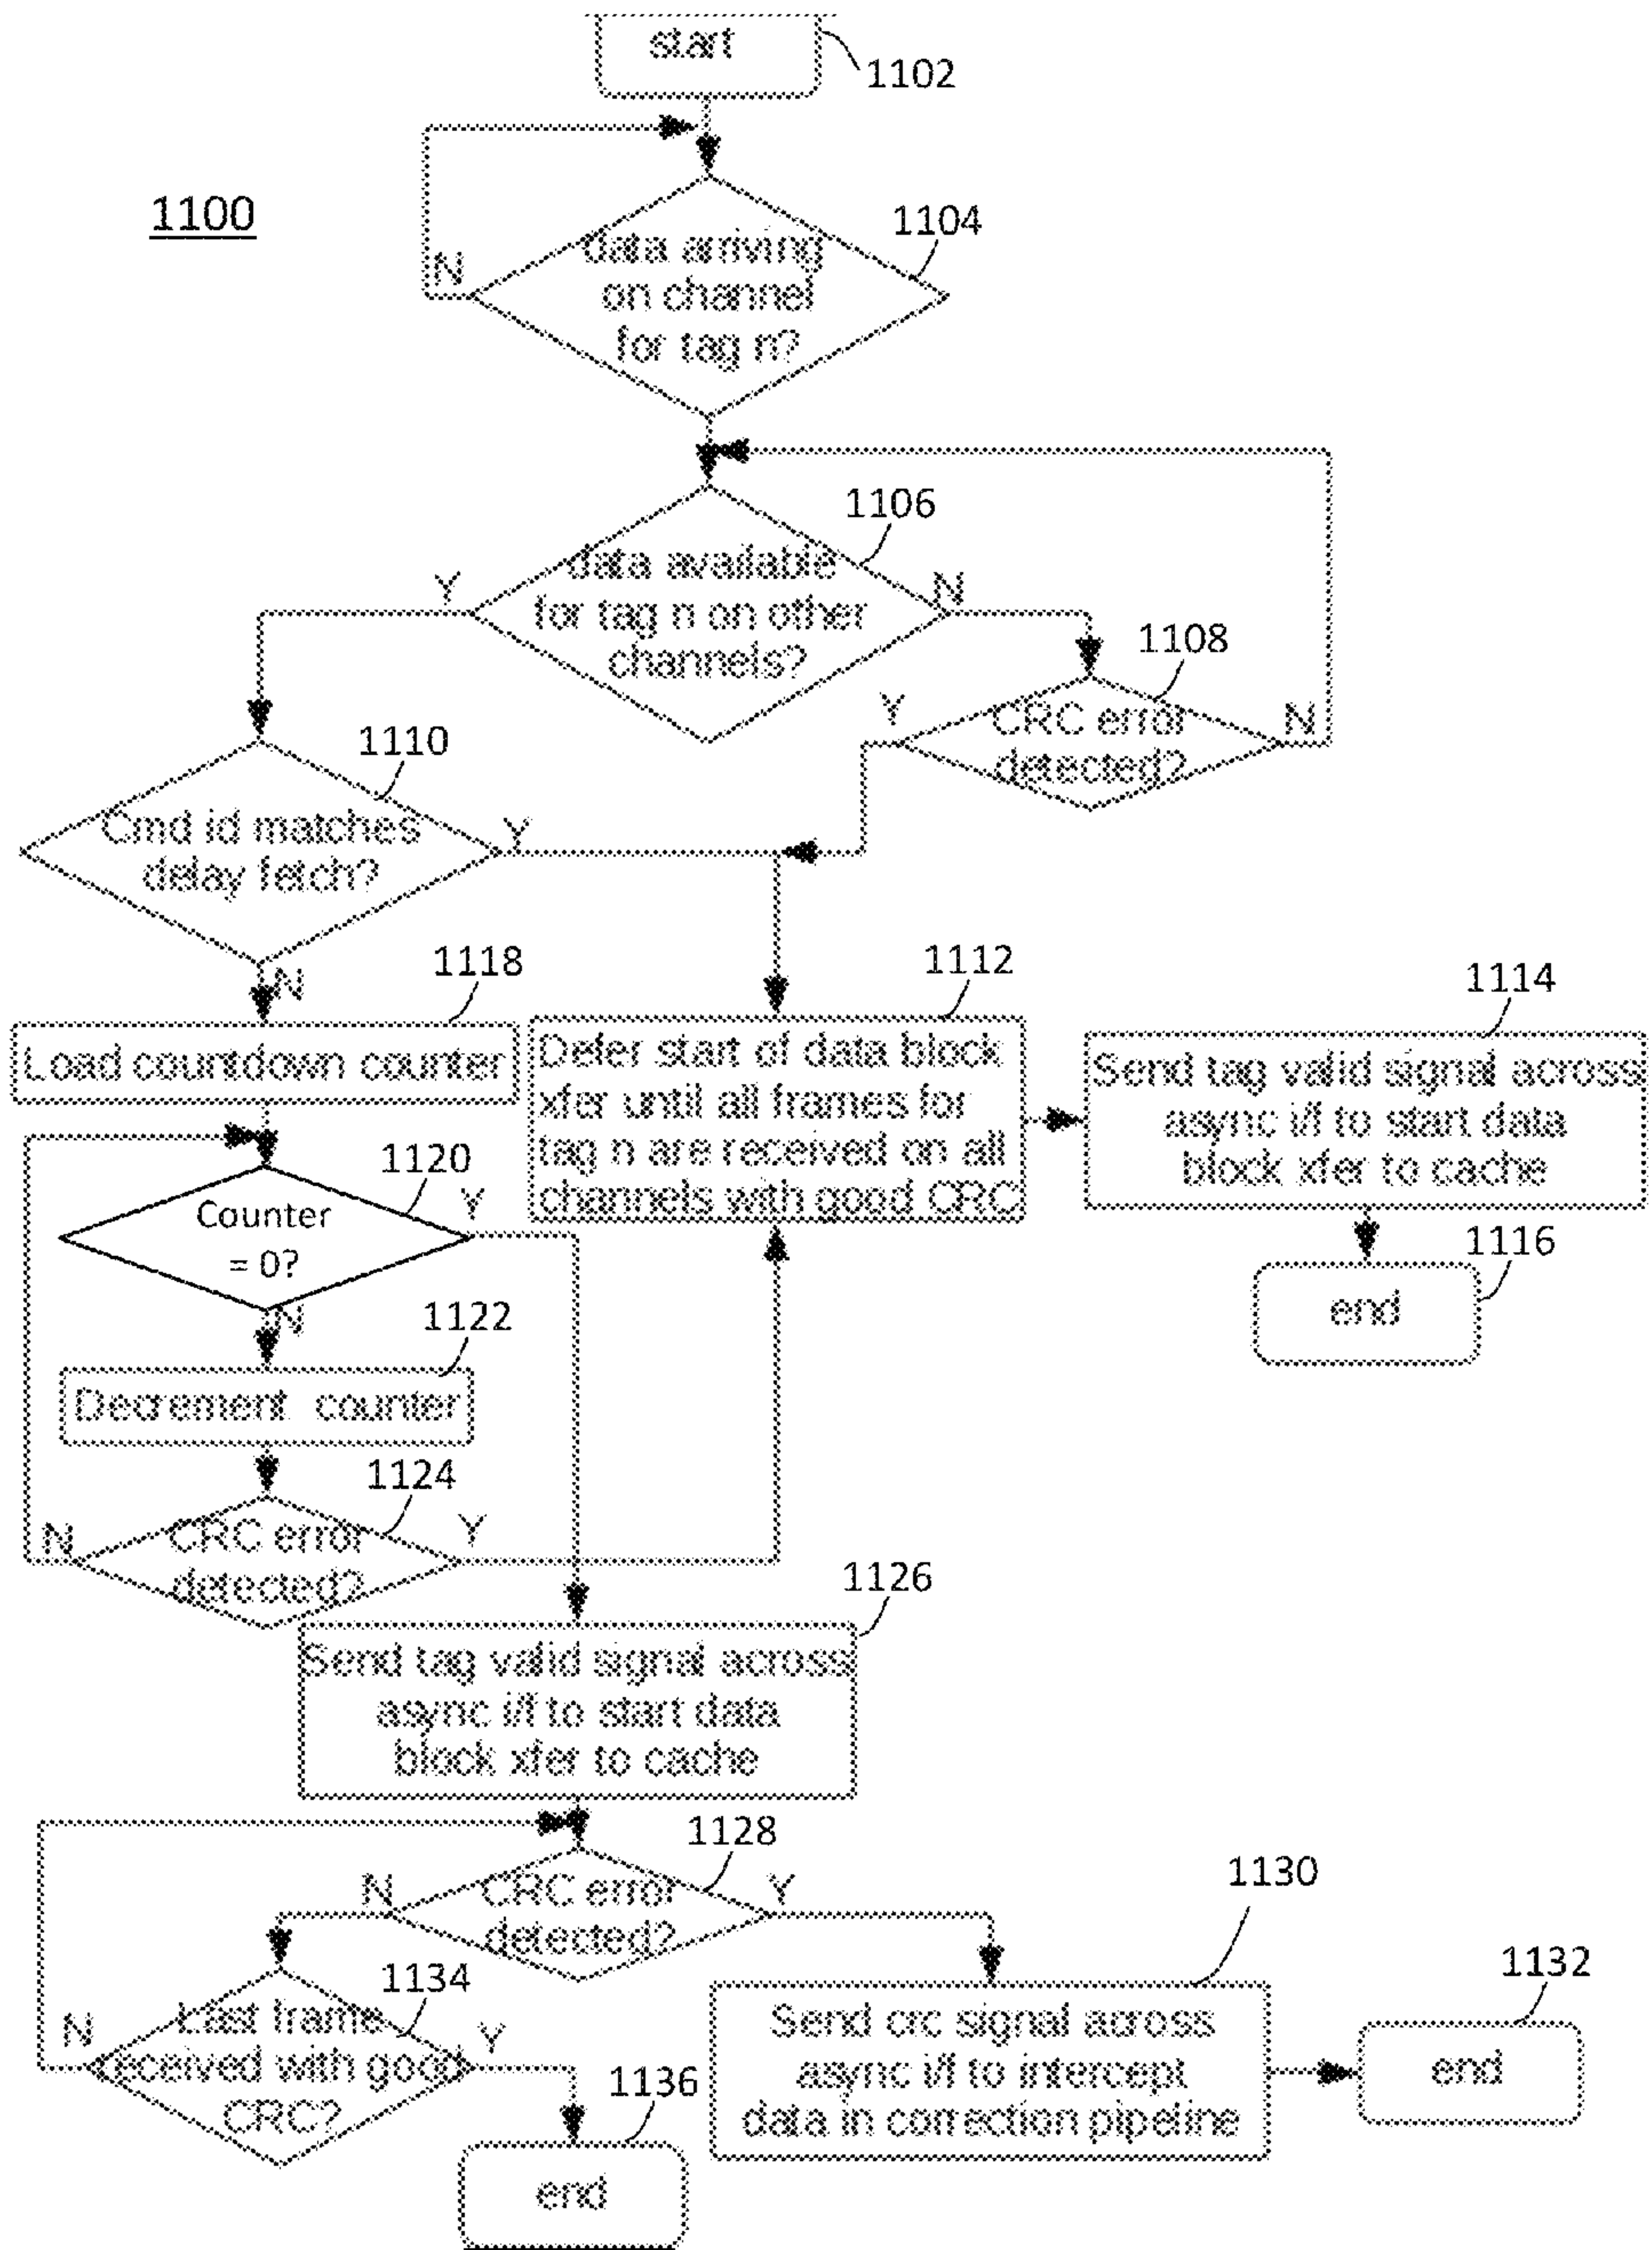 start
1102
1100
1104
data arriving
on channel
for tag n?
N
1106
data available
for tag n on other
channels?
Y
N
1108
CRC error
detected?
Y
N
1110
Cmd id matches
delay fetch?
Y
N
1118
Load countdown counter
1112
Defer start of data block
xfer until all frames for
tag n are received on all
channels with good CRC
1114
Send tag valid signal across
async i/f to start data
block xfer to cache
1116
end
1120
Counter
= 0?
Y
N
1122
Decrement counter
1124
CRC error
detected?
N
Y
1126
Send tag valid signal across
async i/f to start data
block xfer to cache
1128
CRC error
detected?
N
Y
1130
Send crc signal across
async i/f to intercept
data in correction pipeline
1132
end
1134
Last frame
received with good
CRC?
N
Y
1136
end